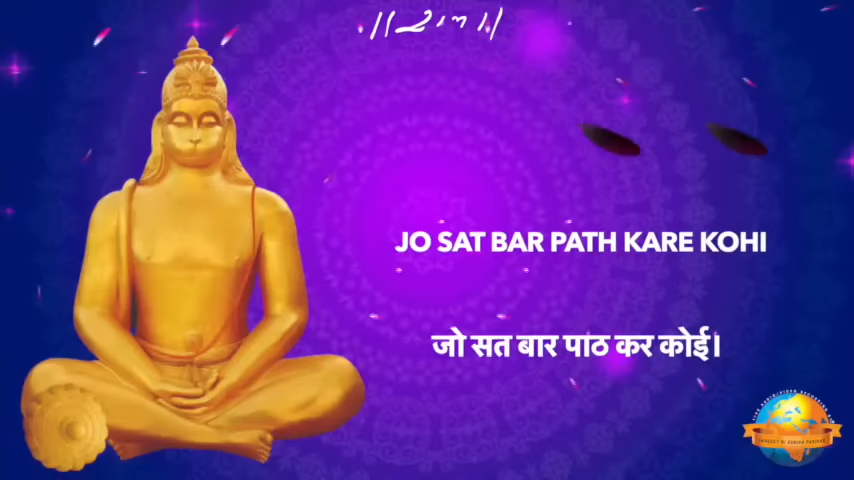 JO SAT BAR PATH KARE KOHI
जो सत बार पाठ कर कोई।